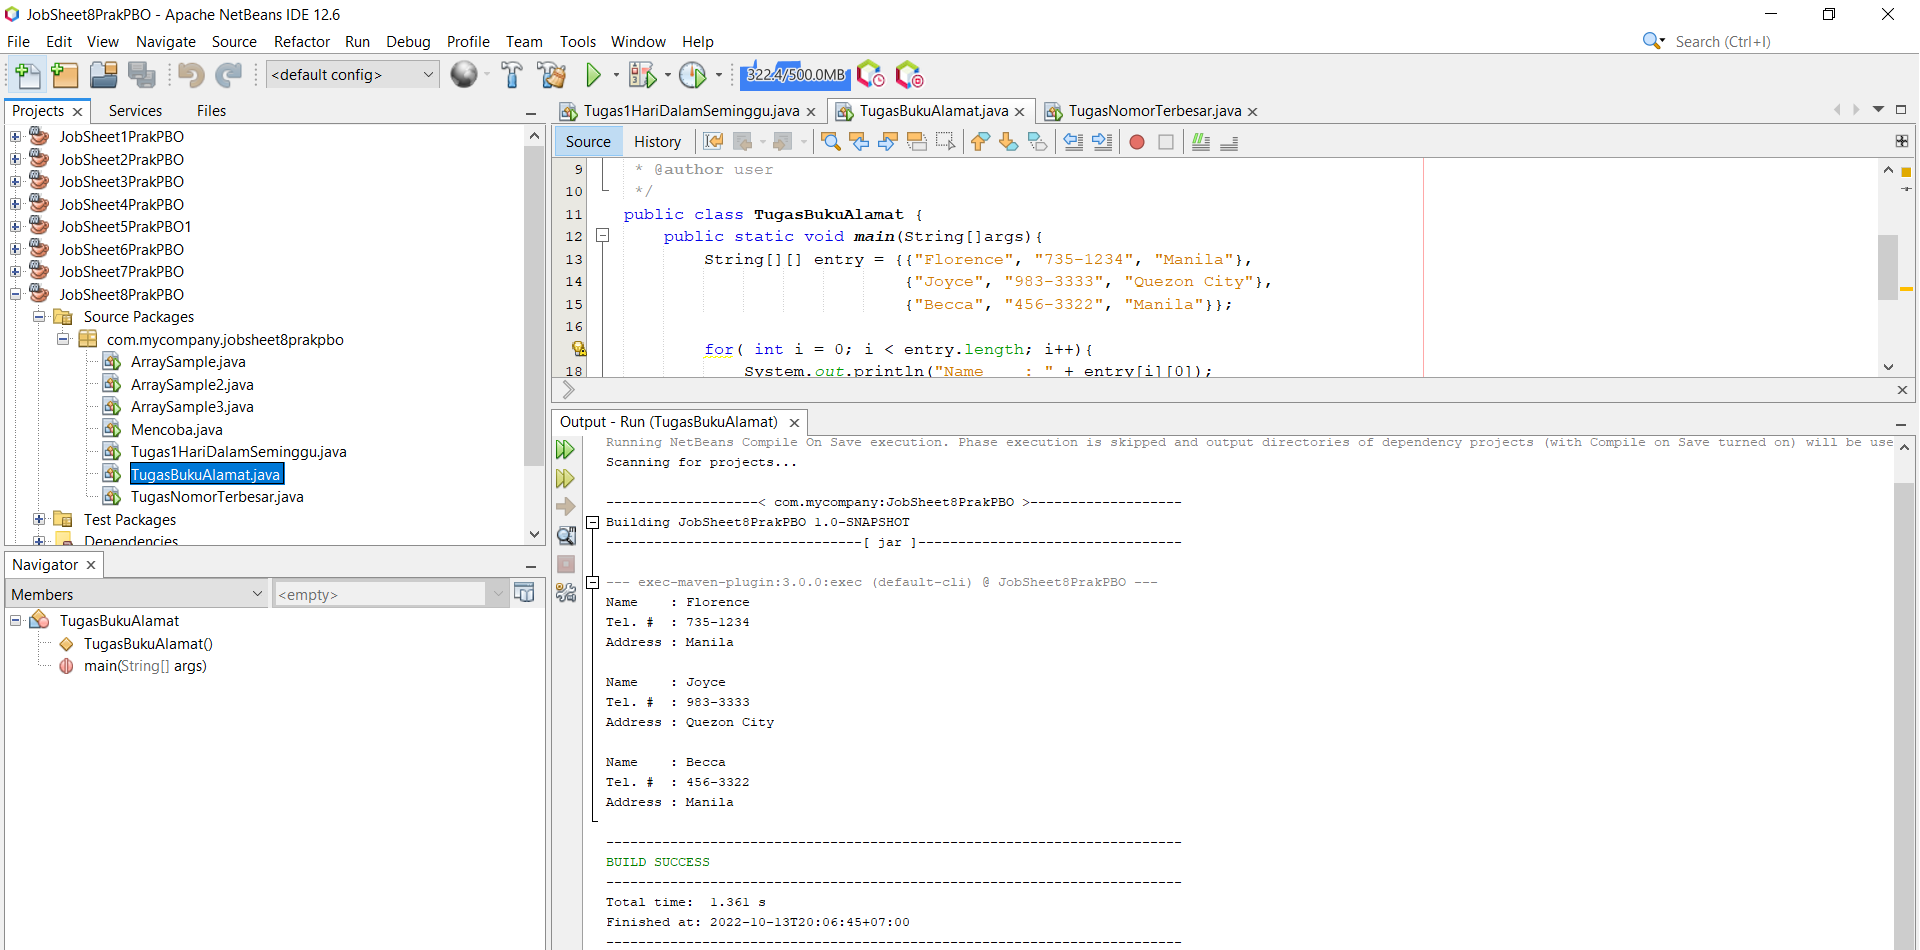 JobSheet8PrakPBO - Apache NetBeans IDE 12.6
File Edit View Navigate Source Refactor Run Debug Profile Team Tools Window Help
Search (Ctrl+I)
<default config>
322.4/500.0MB
Projects
Services
Files
JobSheet1PrakPBO
JobSheet2PrakPBO
JobSheet3PrakPBO
JobSheet4PrakPBO
JobSheet5PrakPBO1
JobSheet6PrakPBO
JobSheet7PrakPBO
JobSheet8PrakPBO
Source Packages
com.mycompany.jobsheet8prakpbo
ArraySample.java
ArraySample2.java
ArraySample3.java
Mencoba.java
Tugas1HariDalamSeminggu.java
TugasBukuAlamat.java
TugasNomorTerbesar.java
Test Packages
Dependencies
Navigator
Members
<empty>
TugasBukuAlamat
TugasBukuAlamat()
main(String[] args)
Tugas1HariDalamSeminggu.java
TugasBukuAlamat.java
TugasNomorTerbesar.java
Source History
9 * @author user
10 */
11 public class TugasBukuAlamat {
12 public static void main(String[]args){
13 String[][] entry = {{"Florence", "735-1234", "Manila"},
14 {"Joyce", "983-3333", "Quezon City"},
15 {"Becca", "456-3322", "Manila"}};
16
for( int i = 0; i < entry.length; i++){
18 System.out.println("Name    : " + entry[i][0]);
Output - Run (TugasBukuAlamat)
Running NetBeans Compile On Save execution. Phase execution is skipped and output directories of dependency projects (with Compile on Save turned on) will be use
Scanning for projects...
-------------------< com.mycompany:JobSheet8PrakPBO >-------------------
Building JobSheet8PrakPBO 1.0-SNAPSHOT
--------------------------------[ jar ]---------------------------------
--- exec-maven-plugin:3.0.0:exec (default-cli) @ JobSheet8PrakPBO ---
Name    : Florence
Tel. #  : 735-1234
Address : Manila
Name    : Joyce
Tel. #  : 983-3333
Address : Quezon City
Name    : Becca
Tel. #  : 456-3322
Address : Manila
------------------------------------------------------------------------
BUILD SUCCESS
------------------------------------------------------------------------
Total time:  1.361 s
Finished at: 2022-10-13T20:06:45+07:00
------------------------------------------------------------------------